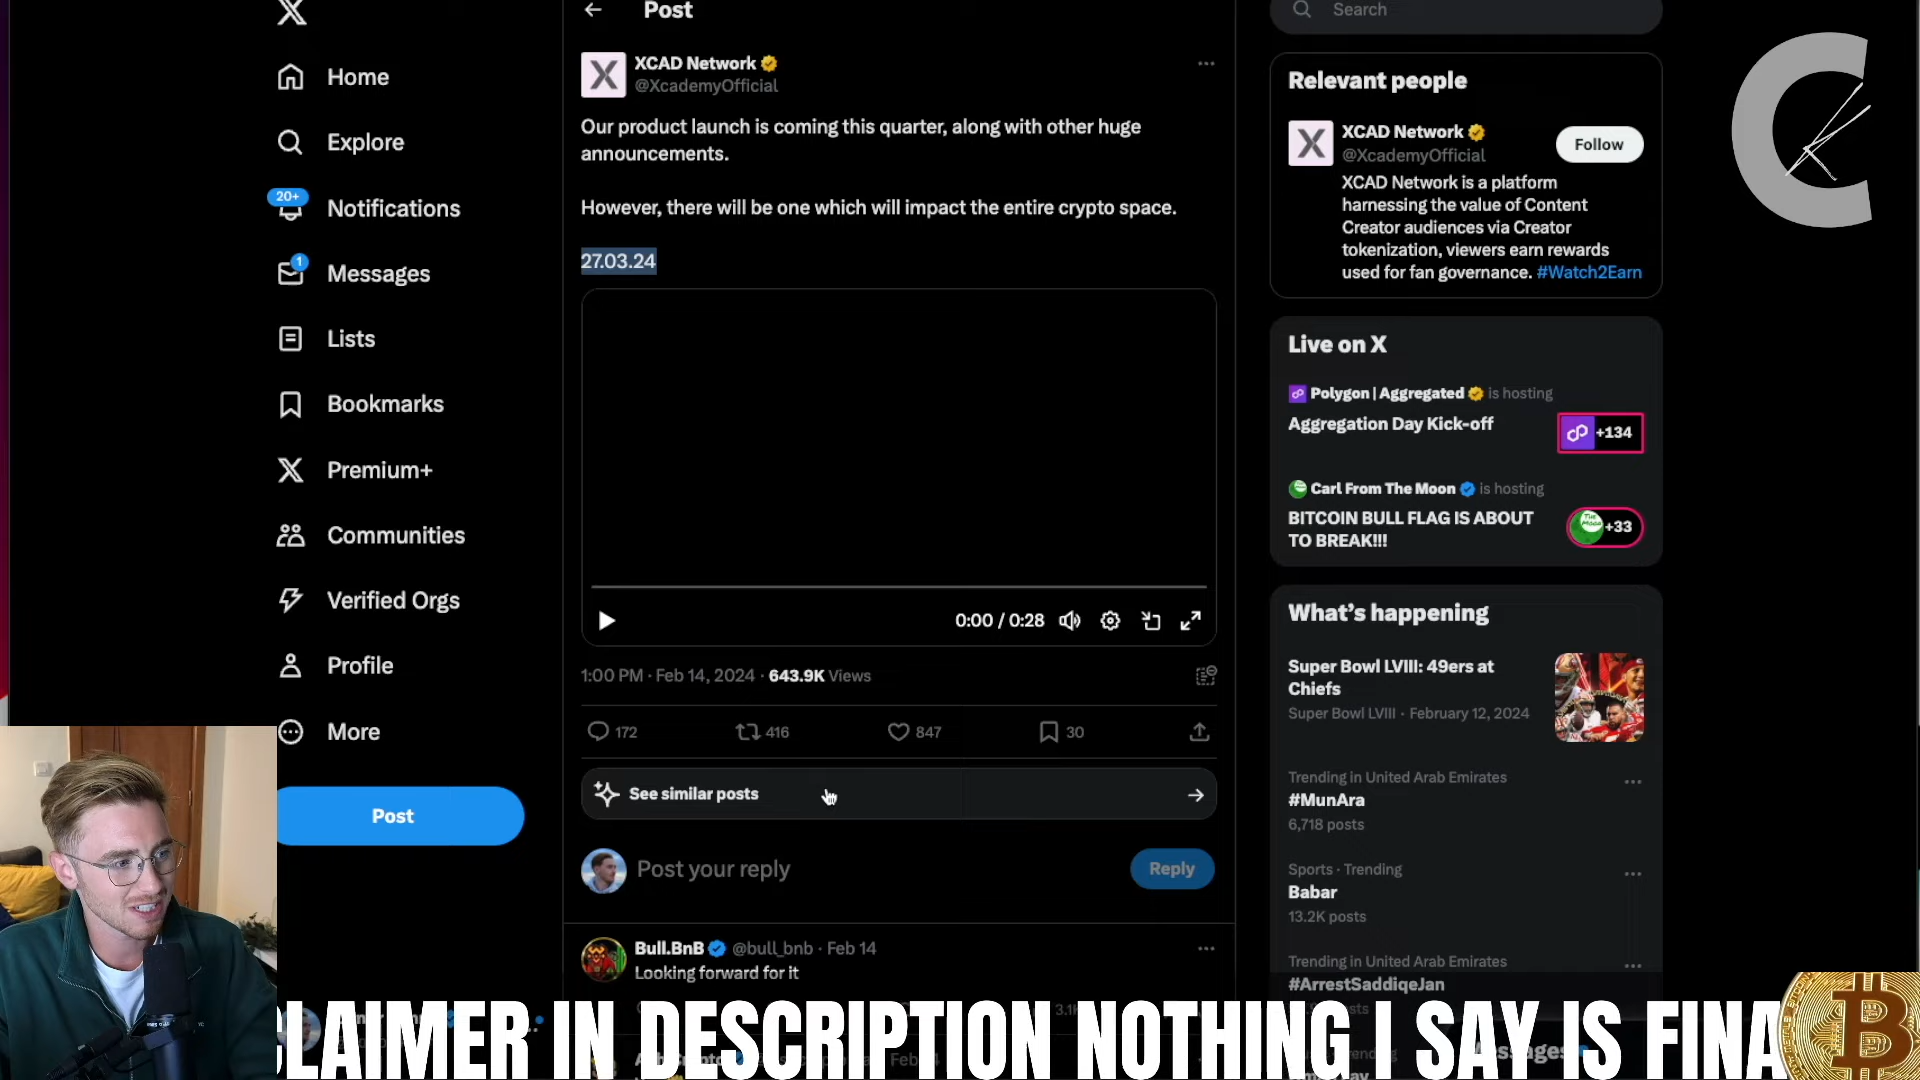 Home
Explore
20+
Notifications
1
Messages
Lists
Bookmarks
Premium+
Communities
Verified Orgs
Profile
More
Post
Post
XCAD Network
@XcademyOfficial
Our product launch is coming this quarter, along with other huge
announcements.
However, there will be one which will impact the entire crypto space.
27.03.24
0:00 / 0:28
1:00 PM · Feb 14, 2024 · 643.9K Views
172
416
847
30
See similar posts
Post your reply
Reply
Bull.BnB @bull_bnb · Feb 14
Looking forward for it
Search
Relevant people
XCAD Network
@XcademyOfficial
Follow
XCAD Network is a platform
harnessing the value of Content
Creator audiences via Creator
tokenization, viewers earn rewards
used for fan governance. #Watch2Earn
Live on X
Polygon | Aggregated is hosting
Aggregation Day Kick-off
+134
Carl From The Moon is hosting
BITCOIN BULL FLAG IS ABOUT
TO BREAK!!!
+33
What's happening
Super Bowl LVIII: 49ers at
Chiefs
Super Bowl LVIII · February 12, 2024
Trending in United Arab Emirates
#MunAra
6,718 posts
Sports · Trending
Babar
13.2K posts
Trending in United Arab Emirates
#ArrestSaddiqeJan
Messages
CLAIMER IN DESCRIPTION NOTHING I SAY IS FINA